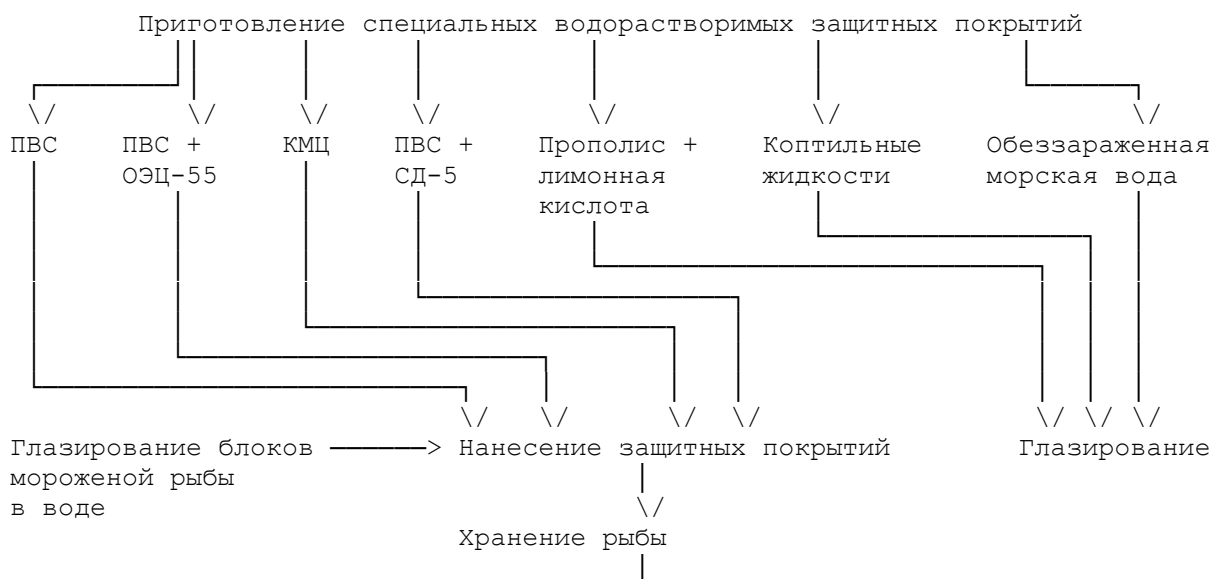 Приготовление специальных водорастворимых защитных покрытий
ПВС ПВС + КМЦ ПВС + Прополис + Коптильные Обеззараженная
ОЭЦ-55 СД-5 лимонная жидкости морская вода
кислота
Глазирование блоков ──────> Нанесение защитных покрытий Глазирование
мороженой рыбы
в воде
Хранение рыбы